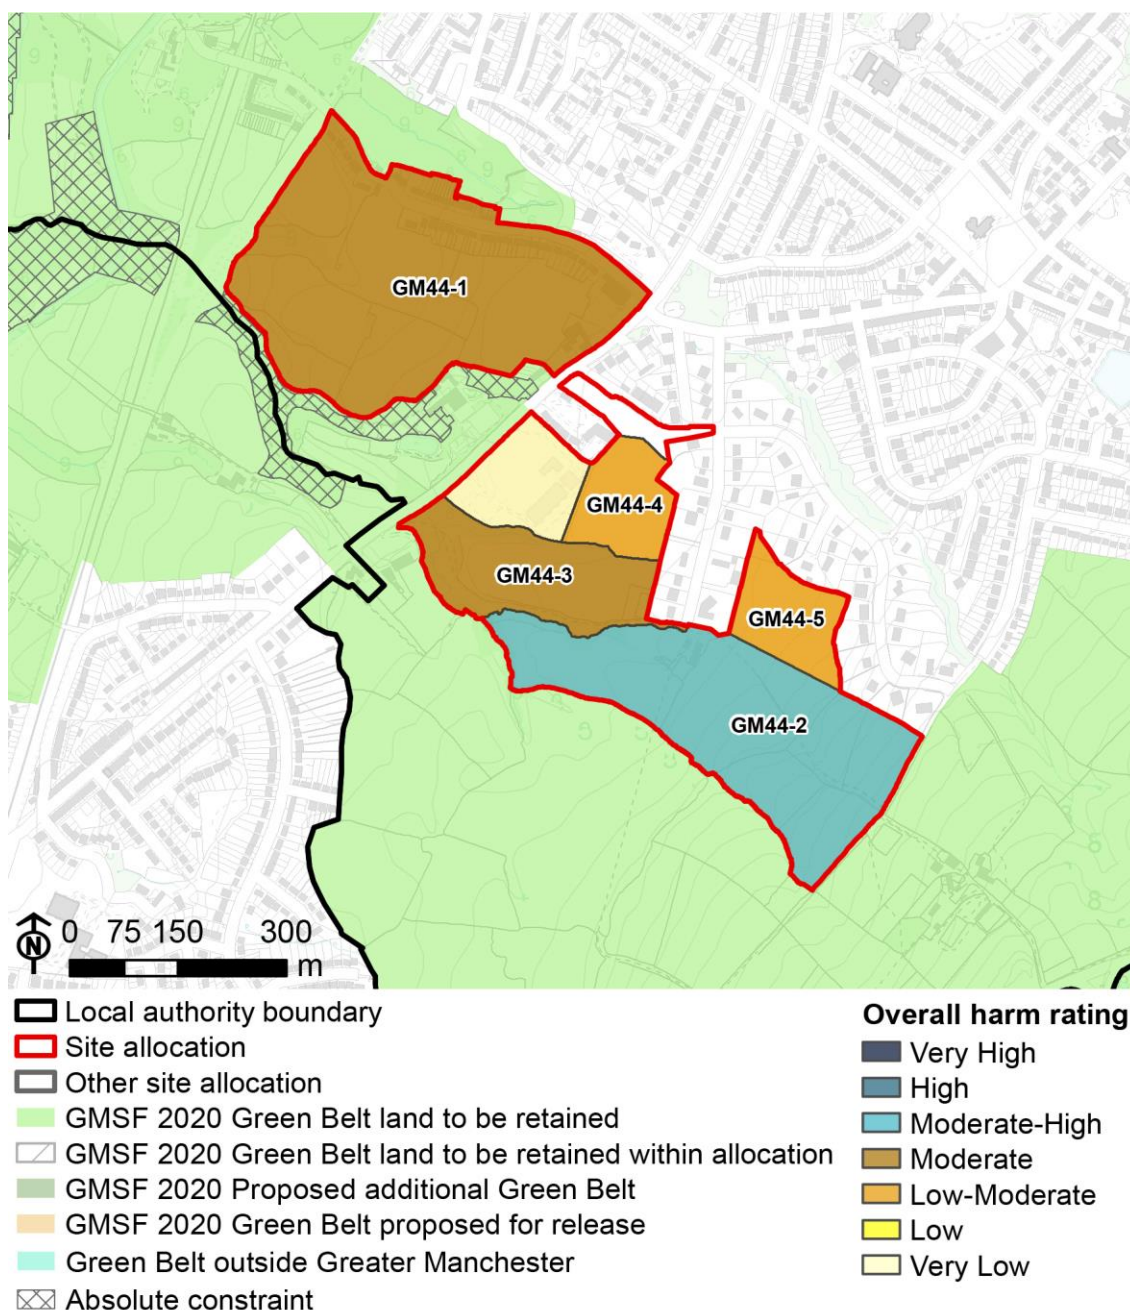 GM44-1
GM44-4
GM44-3
GM44-5
GM44-2
N
0 75 150 300
m
Local authority boundary
Site allocation
Other site allocation
GMSF 2020 Green Belt land to be retained
GMSF 2020 Green Belt land to be retained within allocation
GMSF 2020 Proposed additional Green Belt
GMSF 2020 Green Belt proposed for release
Green Belt outside Greater Manchester
Absolute constraint
Overall harm rating
Very High
High
Moderate-High
Moderate
Low-Moderate
Low
Very Low